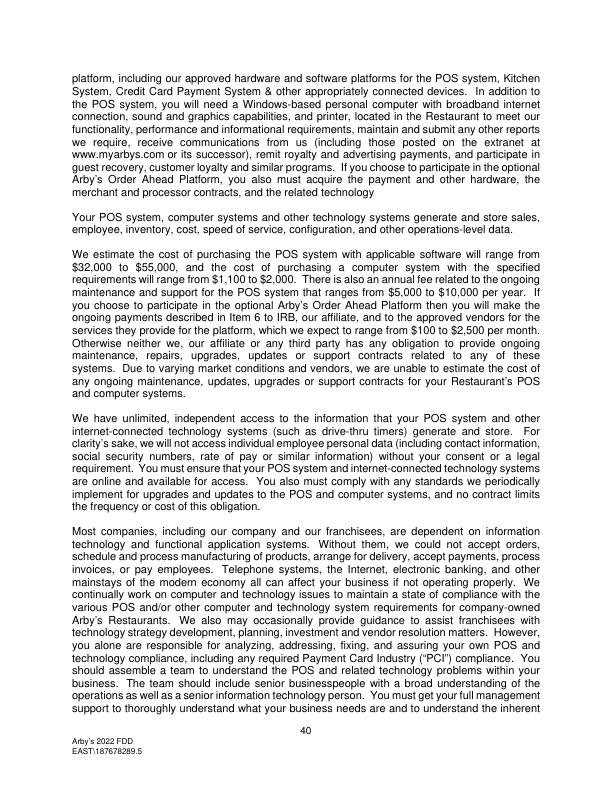 platform, including our approved hardware and software platforms for the POS system, Kitchen
System, Credit Card Payment System & other appropriately connected devices. In addition to
the POS system, you will need a Windows-based personal computer with broadband internet
connection, sound and graphics capabilities, and printer, located in the Restaurant to meet our
functionality, performance and informational requirements, maintain and submit any other reports
we require, receive communications from us (including those posted on the extranet at
www.myarbys.com or its successor), remit royalty and advertising payments, and participate in
guest recovery, customer loyalty and similar programs. If you choose to participate in the optional
Arby's Order Ahead Platform, you also must acquire the payment and other hardware, the
merchant and processor contracts, and the related technology
Your POS system, computer systems and other technology systems generate and store sales,
employee, inventory, cost, speed of service, configuration, and other operations-level data.
We estimate the cost of purchasing the POS system with applicable software will range from
$32,000 to $55,000, and the cost of purchasing a computer system with the specified
requirements will range from $1,100 to $2,000. There is also an annual fee related to the ongoing
maintenance and support for the POS system that ranges from $5,000 to $10,000 per year. If
you choose to participate in the optional Arby's Order Ahead Platform then you will make the
ongoing payments described in Item 6 to IRB, our affiliate, and to the approved vendors for the
services they provide for the platform, which we expect to range from $100 to $2,500 per month.
Otherwise neither we, our affiliate or any third party has any obligation to provide ongoing
maintenance, repairs, upgrades, updates or support contracts related to any of these
systems. Due to varying market conditions and vendors, we are unable to estimate the cost of
any ongoing maintenance, updates, upgrades or support contracts for your Restaurant's POS
and computer systems.
We have unlimited, independent access to the information that your POS system and other
internet-connected technology systems (such as drive-thru timers) generate and store. For
clarity's sake, we will not access individual employee personal data (including contact information,
social security numbers, rate of pay or similar information) without your consent or a legal
requirement. You must ensure that your POS system and internet-connected technology systems
are online and available for access. You also must comply with any standards we periodically
implement for upgrades and updates to the POS and computer systems, and no contract limits
the frequency or cost of this obligation.
Most companies, including our company and our franchisees, are dependent on information
technology and functional application systems. Without them, we could not accept orders,
schedule and process manufacturing of products, arrange for delivery, accept payments, process
invoices, or pay employees. Telephone systems, the Internet, electronic banking, and other
mainstays of the modern economy all can affect your business if not operating properly. We
continually work on computer and technology issues to maintain a state of compliance with the
various POS and/or other computer and technology system requirements for company-owned
Arby's Restaurants. We also may occasionally provide guidance to assist franchisees with
technology strategy development, planning, investment and vendor resolution matters. However,
you alone are responsible for analyzing, addressing, fixing, and assuring your own POS and
technology compliance, including any required Payment Card Industry ("PCI") compliance. You
should assemble a team to understand the POS and related technology problems within your
business. The team should include senior businesspeople with a broad understanding of the
operations as well as a senior information technology person. You must get your full management
support to thoroughly understand what your business needs are and to understand the inherent
40
Arby's 2022 FDD
EAST\187678289.5